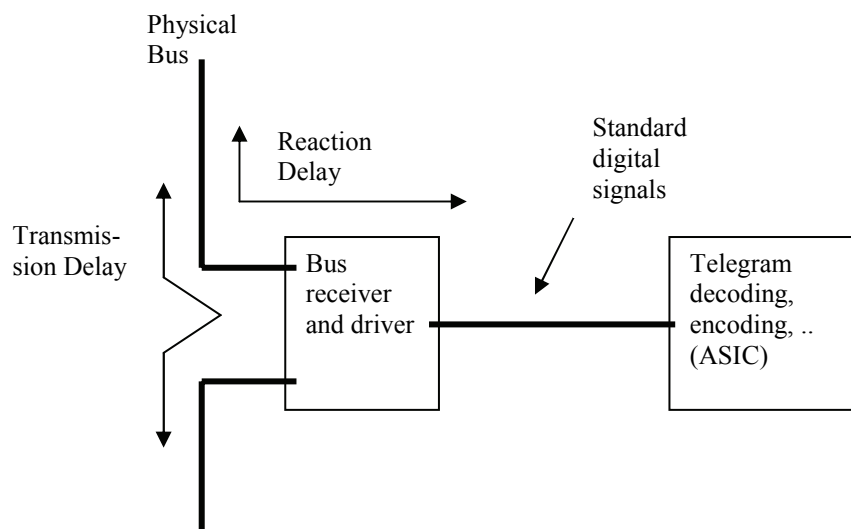 Physical
Bus
Reaction
Delay
Standard
digital
signals
Transmis-
sion Delay
Bus
receiver
and driver
Telegram
decoding,
encoding, ..
(ASIC)